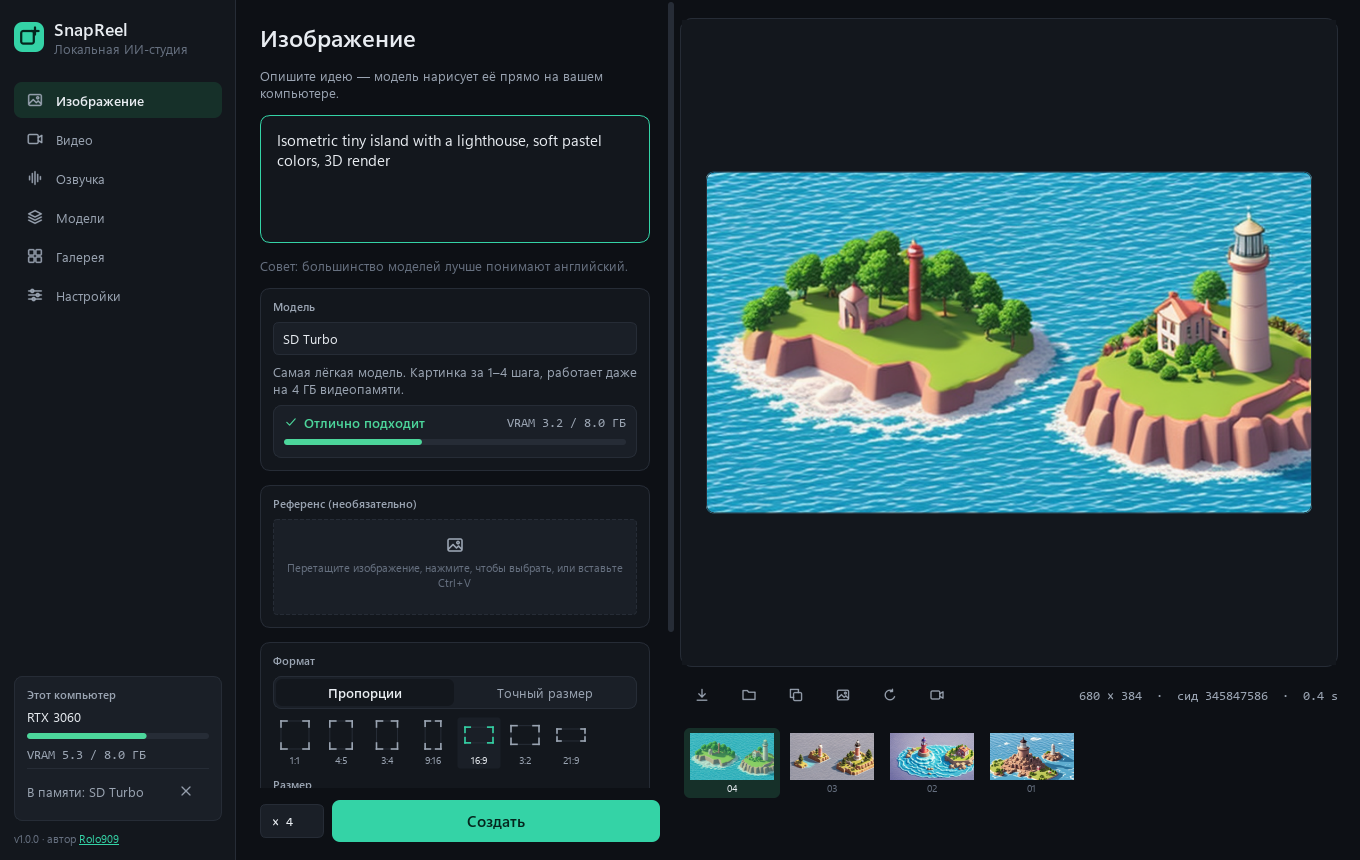 SnapReel
Локальная ИИ-студия
Изображение
Видео
Озвучка
Модели
Галерея
Настройки
Этот компьютер
RTX 3060
VRAM 5.3 / 8.0 ГБ
В памяти: SD Turbo
v1.0.0 · автор Rolo909
Изображение
Опишите идею — модель нарисует её прямо на вашем
компьютере.
Isometric tiny island with a lighthouse, soft pastel
colors, 3D render
Совет: большинство моделей лучше понимают английский.
Модель
SD Turbo
Самая лёгкая модель. Картинка за 1–4 шага, работает даже
на 4 ГБ видеопамяти.
Отлично подходит
VRAM 3.2 / 8.0 ГБ
Референс (необязательно)
Перетащите изображение, нажмите, чтобы выбрать, или вставьте
Ctrl+V
Формат
Пропорции
Точный размер
1:1
4:5
3:4
9:16
16:9
3:2
21:9
Размер
x 4
Создать
680 x 384 · сид 345847586 · 0.4 s
04
03
02
01